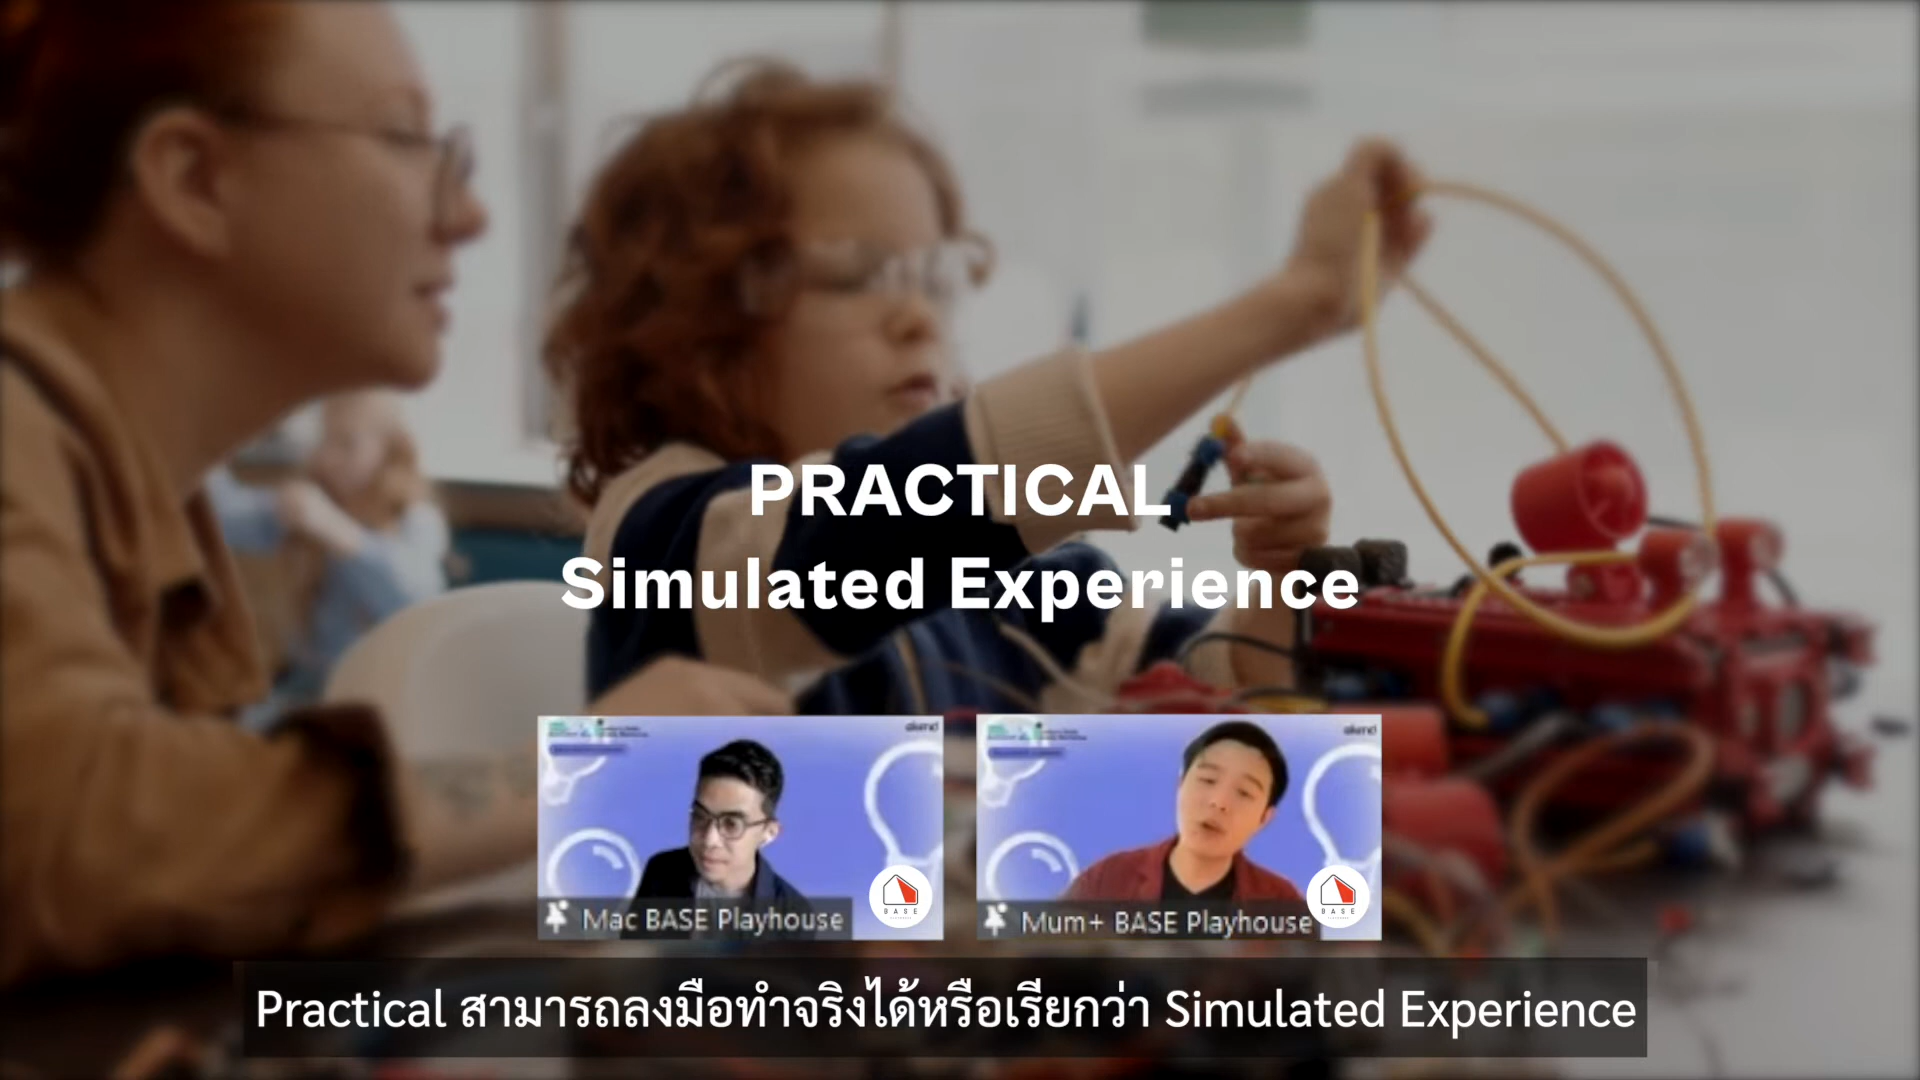 PRACTICAL
Simulated Experience
Mac BASE Playhouse
BASE
Mum+ BASE Playhouse
BASE
Practical สามารถลงมือทำจริงได้หรือเรียกว่า Simulated Experience